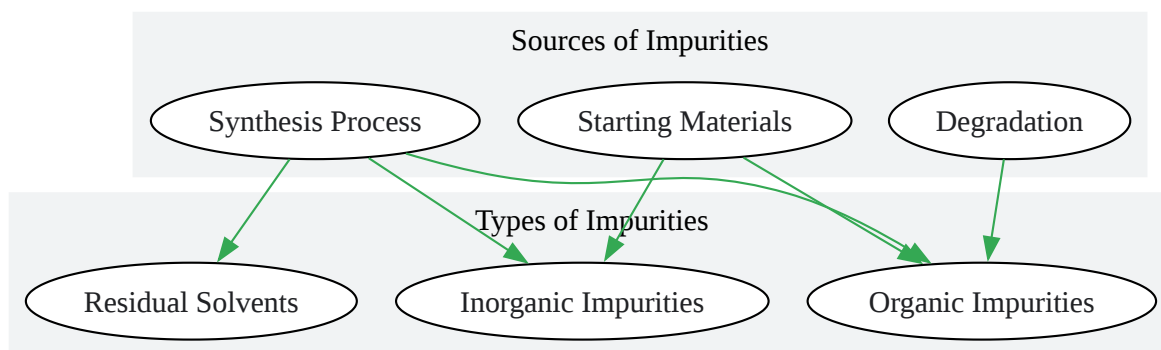 Sources of Impurities
Synthesis Process
Starting Materials
Degradation
Types of Impurities
Residual Solvents
Inorganic Impurities
Organic Impurities